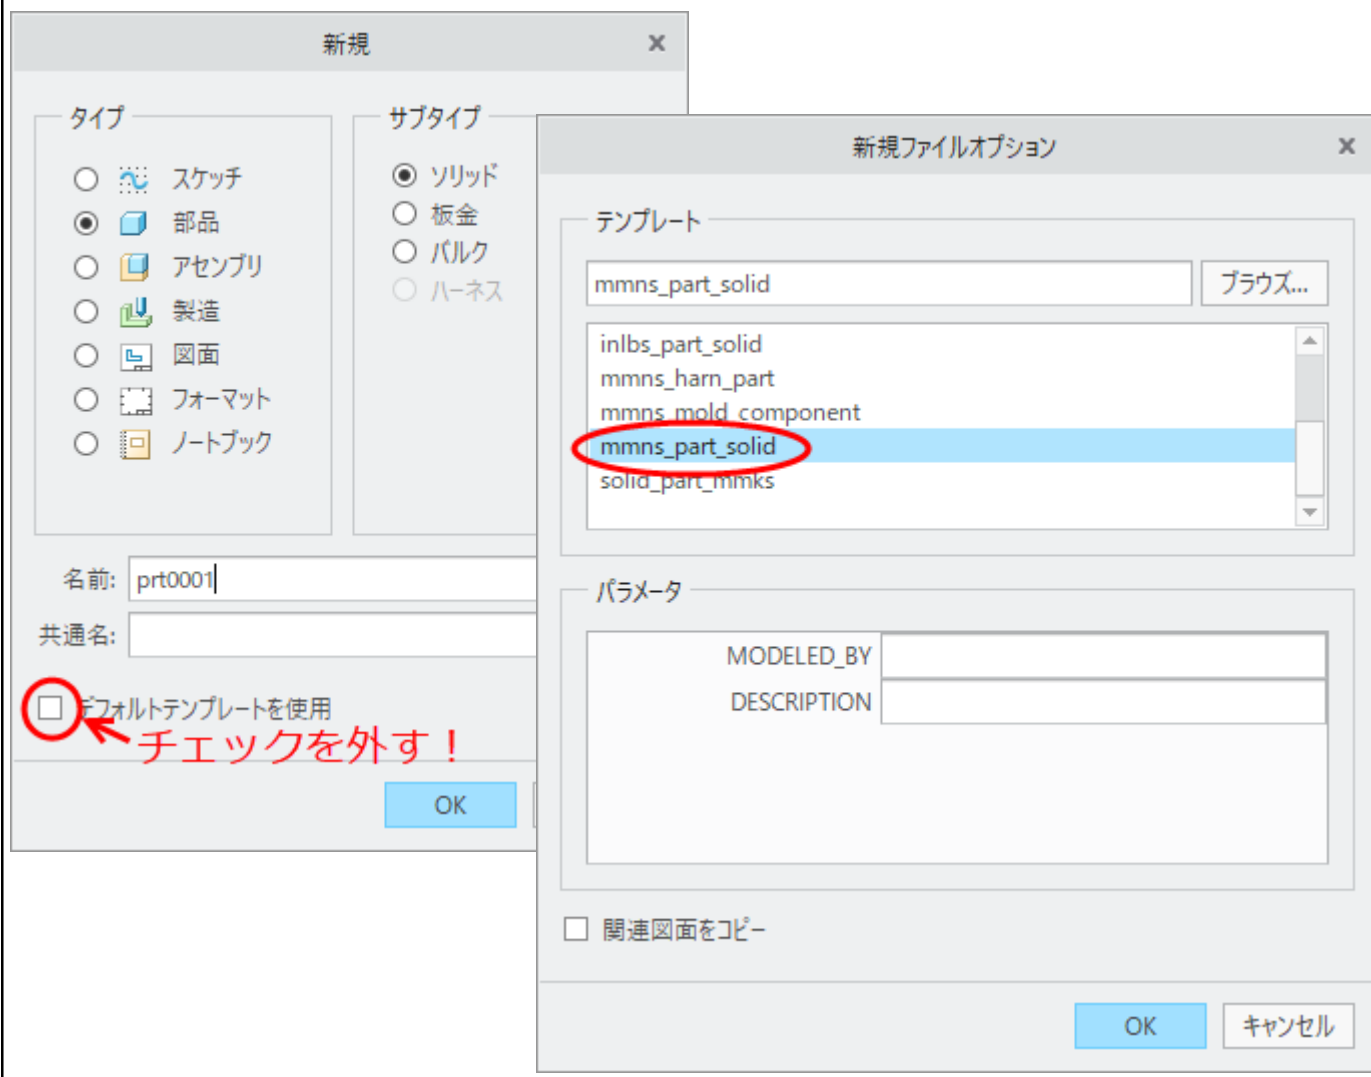 新規
タイプ
スケッチ
部品
アセンブリ
製造
図面
フォーマット
ノートブック
サブタイプ
ソリッド
板金
バルク
ハーネス
名前: prt0001
共通名:
デフォルトテンプレートを使用
チェックを外す！
OK
新規ファイルオプション
テンプレート
mmns_part_solid
ブラウズ...
inlbs_part_solid
mmns_harn_part
mmns_mold_component
mmns_part_solid
solid_part_mmks
パラメータ
MODELED_BY
DESCRIPTION
関連図面をコピー
OK
キャンセル